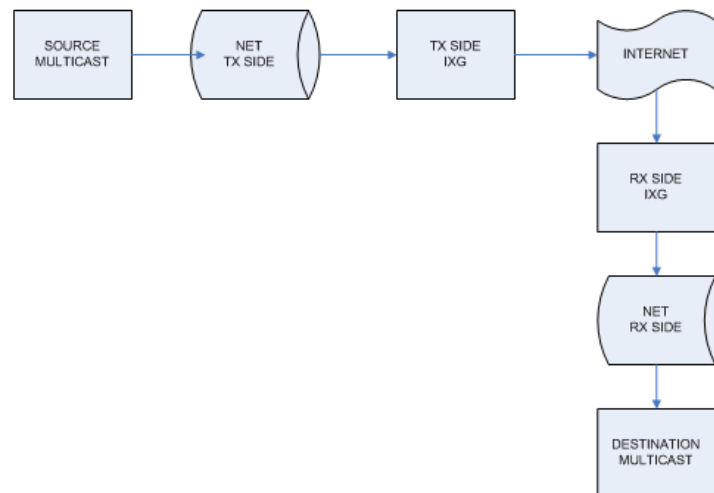 SOURCE
MULTICAST
NET
TX SIDE
TX SIDE
IXG
INTERNET
RX SIDE
IXG
NET
RX SIDE
DESTINATION
MULTICAST